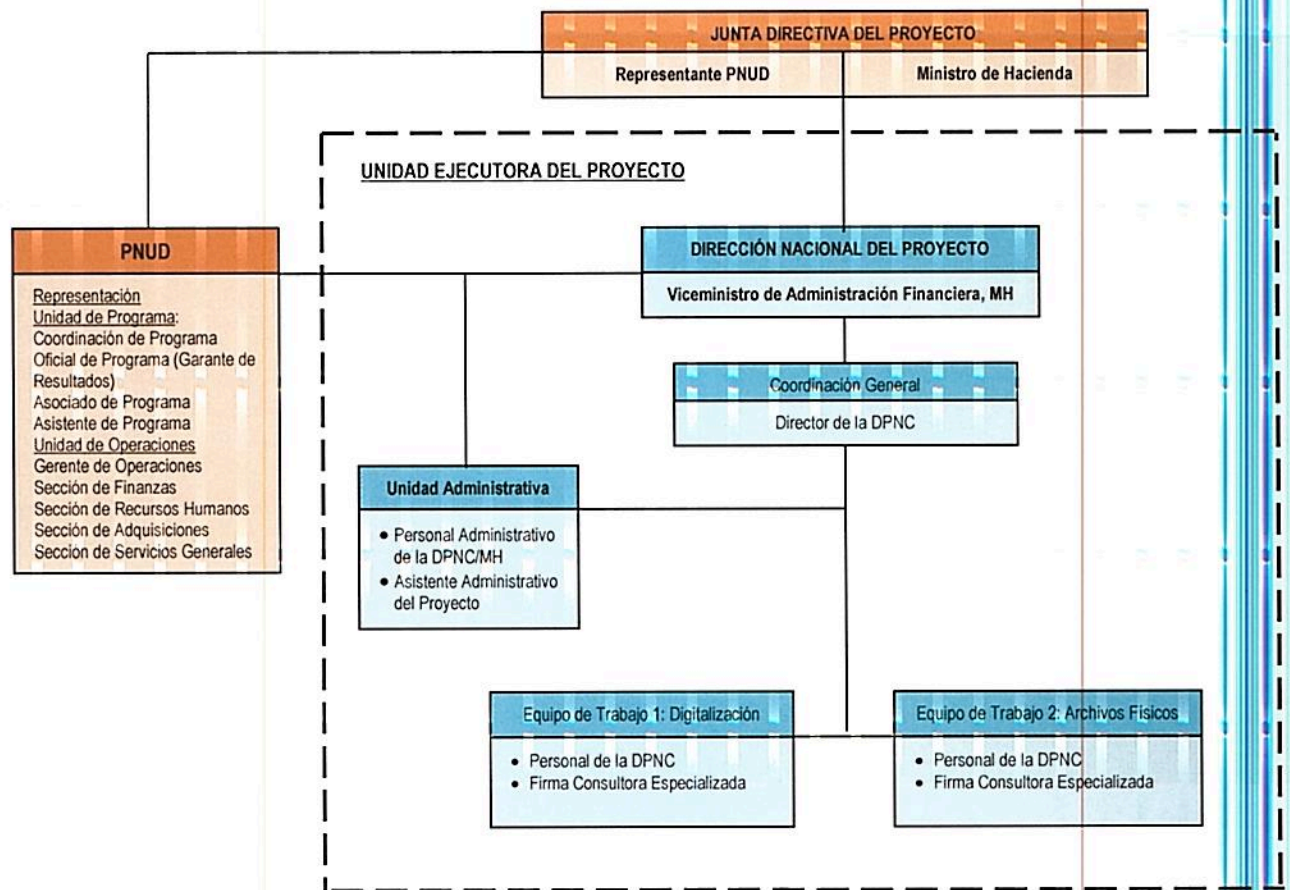 JUNTA DIRECTIVA DEL PROYECTO
Representante PNUD Ministro de Hacienda
UNIDAD EJECUTORA DEL PROYECTO
PNUD
Representación
Unidad de Programa:
Coordinación de Programa
Oficial de Programa (Garante de
Resultados)
Asociado de Programa
Asistente de Programa
Unidad de Operaciones
Gerente de Operaciones
Sección de Finanzas
Sección de Recursos Humanos
Sección de Adquisiciones
Sección de Servicios Generales
DIRECCIÓN NACIONAL DEL PROYECTO
Viceministro de Administración Financiera, MH
Coordinación General
Director de la DPNC
Unidad Administrativa
• Personal Administrativo
de la DPNC/MH
• Asistente Administrativo
del Proyecto
Equipo de Trabajo 1: Digitalización
• Personal de la DPNC
• Firma Consultora Especializada
Equipo de Trabajo 2: Archivos Físicos
• Personal de la DPNC
• Firma Consultora Especializada